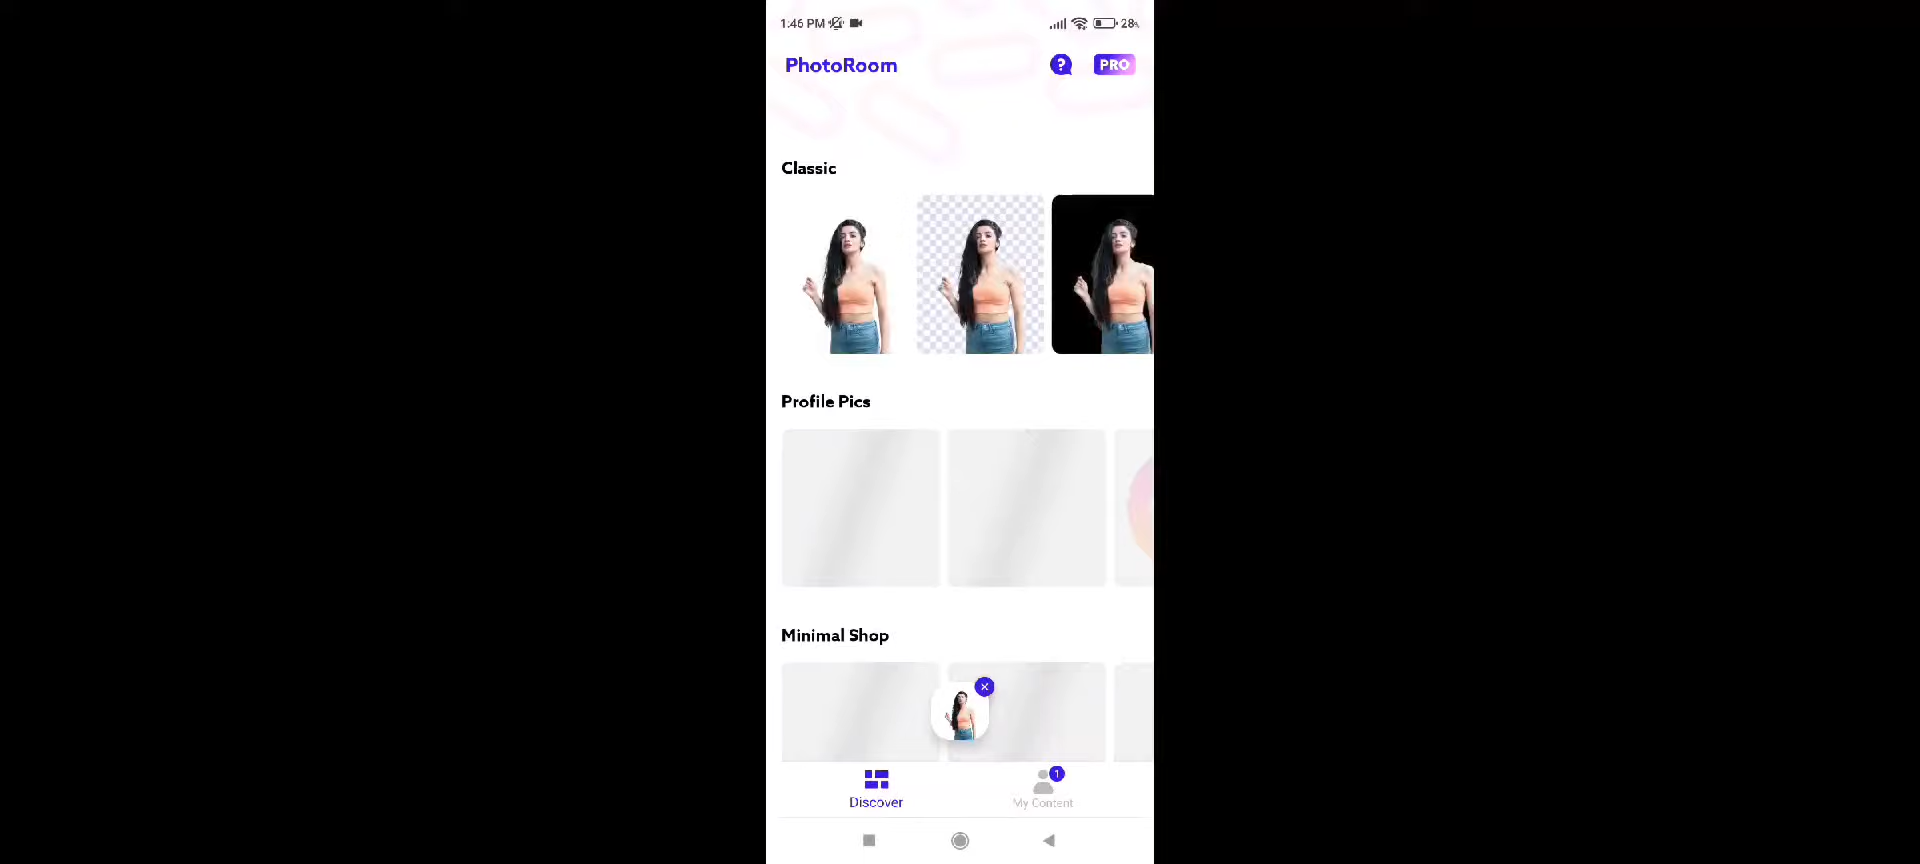 1:46 PM 28%
PhotoRoom ? PRO
Classic
Profile Pics
Minimal Shop
1
Discover My Content